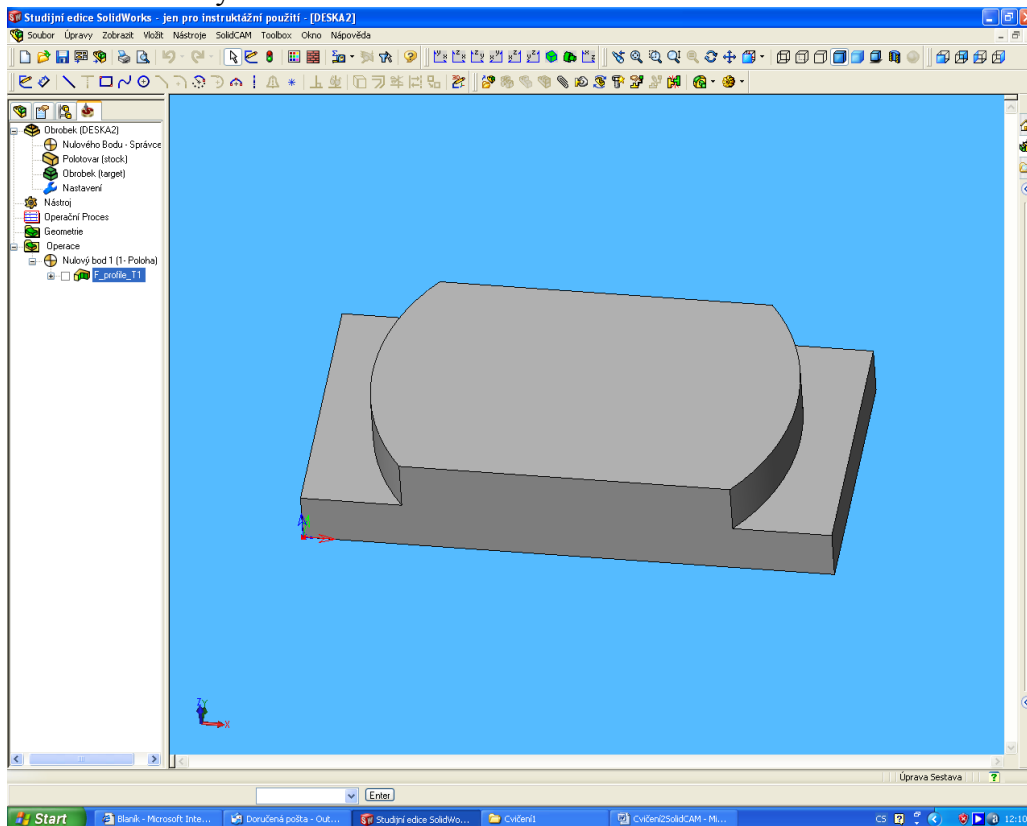 Studijní edice SolidWorks - jen pro instruktážní použití - [DESKA2]
Soubor Úpravy Zobrazit Vložit Nástroje SolidCAM Toolbox Okno Nápověda
Obrobek (DESKA2)
Nulového Bodu - Správce
Polotovar (stock)
Obrobek (target)
Nastavení
Nástroj
Operační Proces
Geometrie
Operace
Nulový bod 1 (1- Poloha)
F_profile_T1
Z Y
X
Úprava Sestava
Enter
Start Blaník - Microsoft Inte... Doručená pošta - Out... Studijní edice SolidWo... Cvičení1 Cvičení2SolidCAM - Mi... CS 12:10